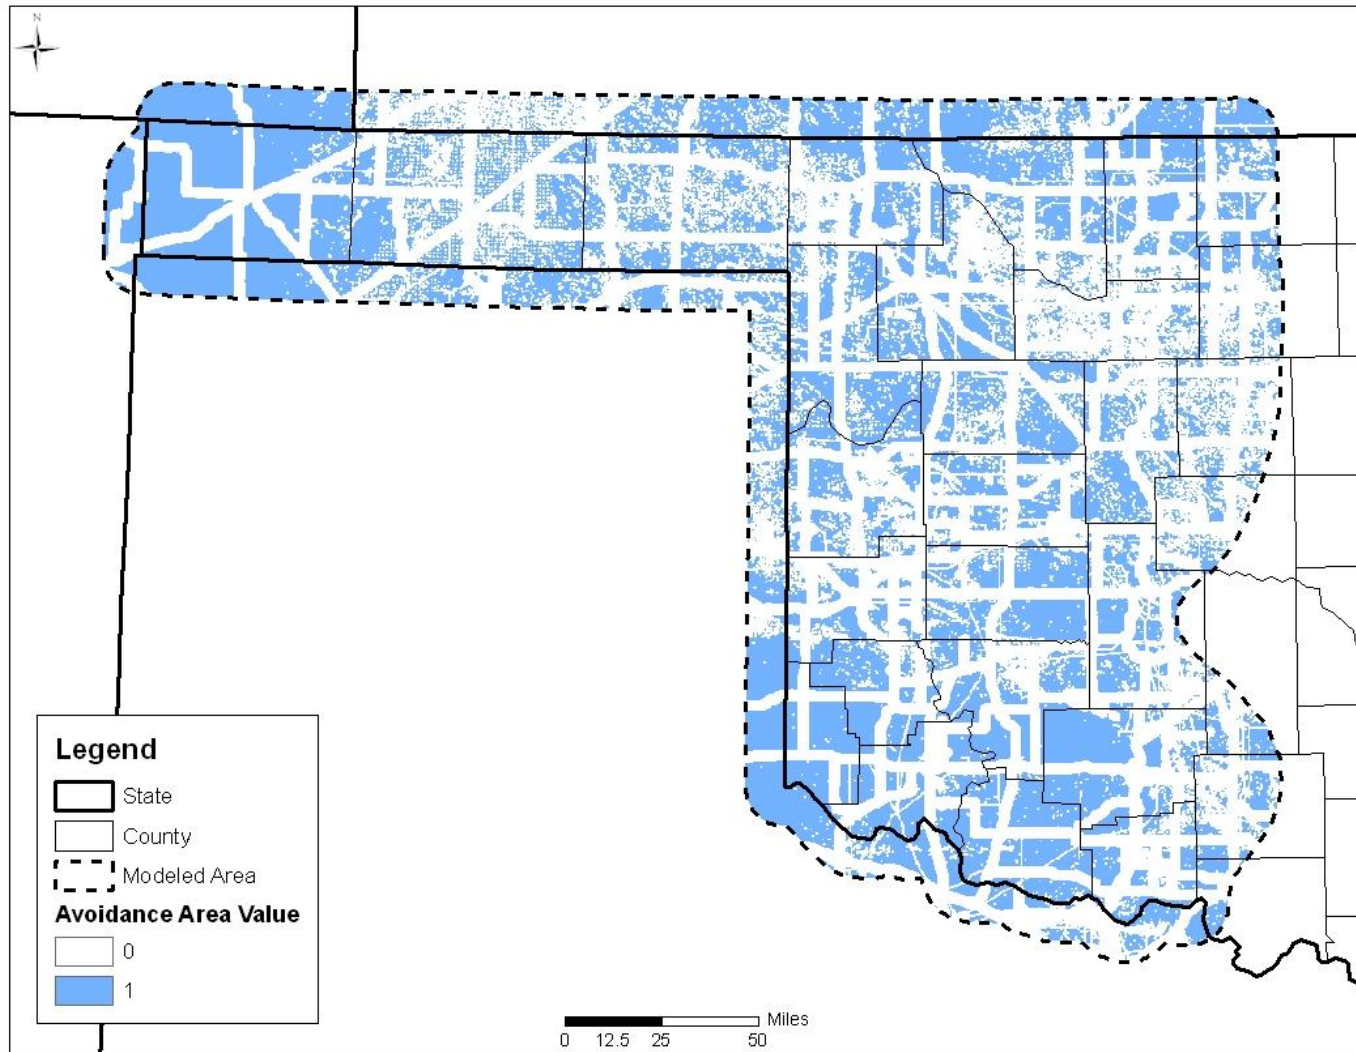 N
Legend
State
County
Modeled Area
Avoidance Area Value
0
1
Miles
0 12.5 25 50